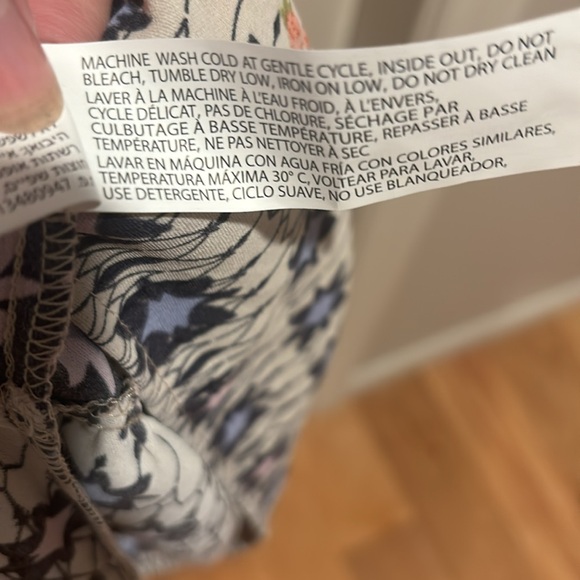 MACHINE WASH COLD AT GENTLE CYCLE, INSIDE OUT, DO NOT
BLEACH, TUMBLE DRY LOW, IRON ON LOW, DO NOT DRY CLEAN
LAVER À LA MACHINE À L'EAU FROID, À L'ENVERS,
CYCLE DÉLICAT, PAS DE CHLORURE, SÉCHAGE PAR
CULBUTAGE À BASSE TEMPÉRATURE, REPASSER À BASSE
TEMPÉRATURE, NE PAS NETTOYER À SEC
LAVAR EN MÁQUINA CON AGUA FRÍA CON COLORES SIMILARES,
TEMPERATURA MÁXIMA 30° C, VOLTEAR PARA LAVAR,
USE DETERGENTE, CICLO SUAVE, NO USE BLANQUEADOR,